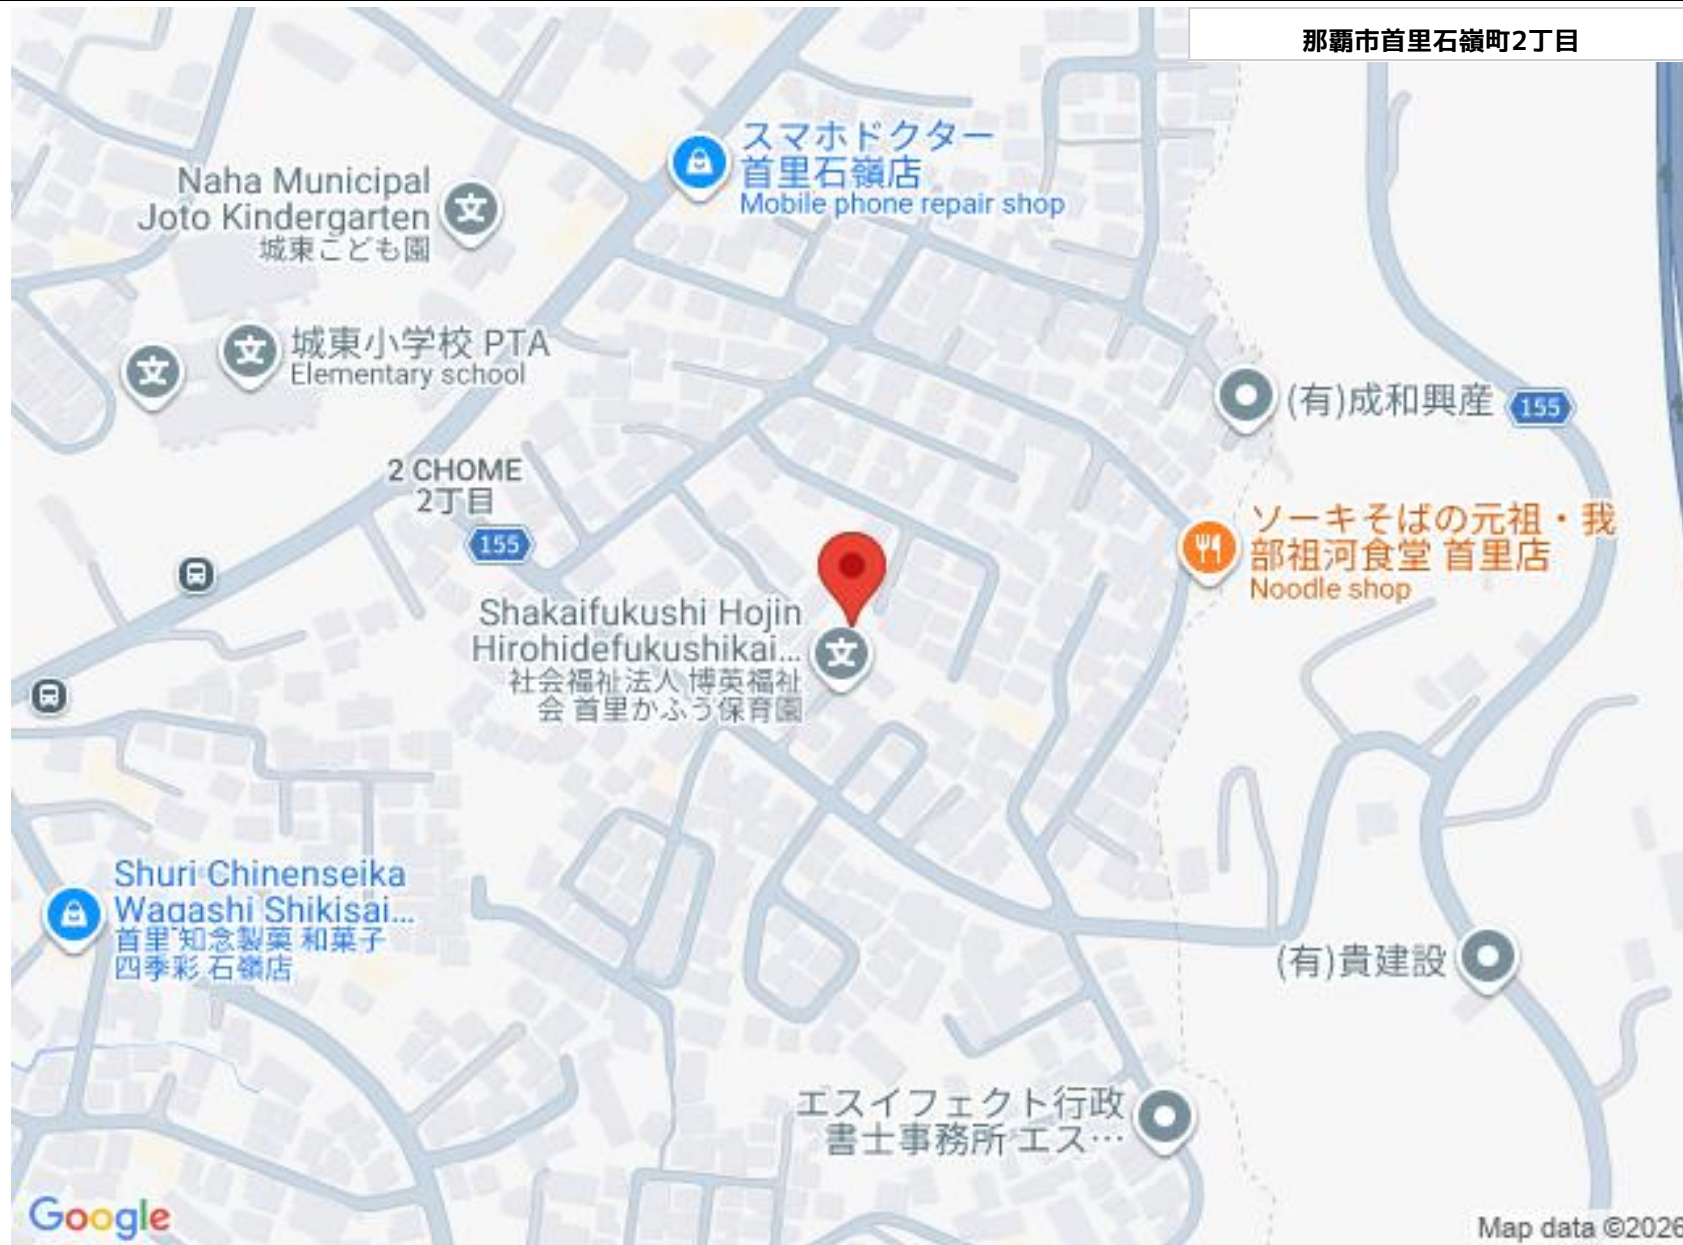 那覇市首里石嶺町2丁目
スマホドクター
首里石嶺店
Mobile phone repair shop
Naha Municipal
Joto Kindergarten
城東こども園
城東小学校 PTA
Elementary school
(有)成和興産
155
2 CHOME
2丁目
155
ソーキそばの元祖・我
部祖河食堂 首里店
Noodle shop
Shakaifukushi Hojin
Hirohidefukushikai...
社会福祉法人 博英福祉
会 首里かふう保育園
Shuri Chinenseika
Wagashi Shikisai...
首里 知念製菓 和菓子
四季彩 石嶺店
(有)貴建設
エスイフェクト行政
書士事務所 エス…
Google
Map data ©2026